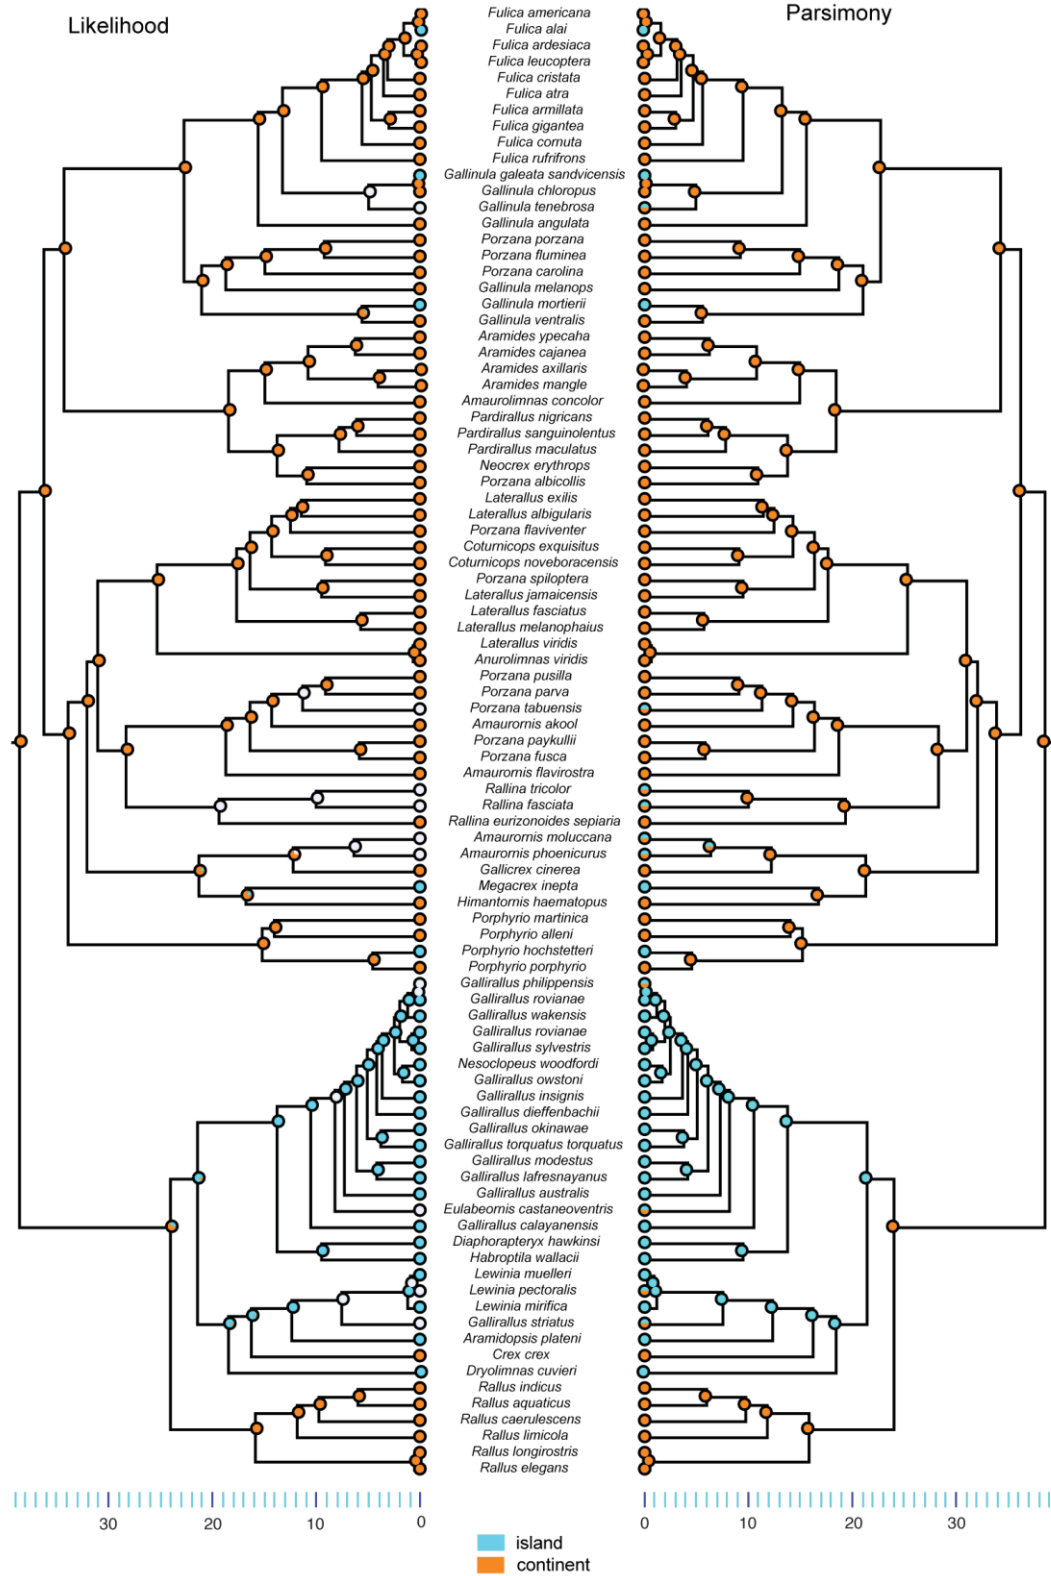 Likelihood
Parsimony
Fulica americana
Fulica alai
Fulica ardesiaca
Fulica leucoptera
Fulica cristata
Fulica atra
Fulica armillata
Fulica gigantea
Fulica cornuta
Fulica rufrifrons
Gallinula galeata sandvicensis
Gallinula chloropus
Gallinula tenebrosa
Gallinula angulata
Porzana porzana
Porzana fluminea
Porzana carolina
Gallinula melanops
Gallinula mortierii
Gallinula ventralis
Aramides ypecaha
Aramides cajanea
Aramides axillaris
Aramides mangle
Amaurolimnas concolor
Pardirallus nigricans
Pardirallus sanguinolentus
Pardirallus maculatus
Neocrex erythrops
Porzana albicollis
Laterallus exilis
Laterallus albigularis
Porzana flaviventer
Coturnicops exquisitus
Coturnicops noveboracensis
Porzana spiloptera
Laterallus jamaicensis
Laterallus fasciatus
Laterallus melanophaius
Laterallus viridis
Anurolimnas viridis
Porzana pusilla
Porzana parva
Porzana tabuensis
Amaurornis akool
Porzana paykullii
Porzana fusca
Amaurornis flavirostra
Rallina tricolor
Rallina fasciata
Rallina eurizonoides sepiaria
Amaurornis moluccana
Amaurornis phoenicurus
Gallicrex cinerea
Megacrex inepta
Himantornis haematopus
Porphyrio martinica
Porphyrio alleni
Porphyrio hochstetteri
Porphyrio porphyrio
Gallirallus philippensis
Gallirallus rovianae
Gallirallus wakensis
Gallirallus rovianae
Gallirallus sylvestris
Nesoclopeus woodfordi
Gallirallus owstoni
Gallirallus insignis
Gallirallus dieffenbachii
Gallirallus okinawae
Gallirallus torquatus torquatus
Gallirallus modestus
Gallirallus lafresnayanus
Gallirallus australis
Eulabeornis castaneoventris
Gallirallus calayanensis
Diaphorapteryx hawkinsi
Habroptila wallacii
Lewinia muelleri
Lewinia pectoralis
Lewinia mirifica
Gallirallus striatus
Aramidopsis plateni
Crex crex
Dryolimnas cuvieri
Rallus indicus
Rallus aquaticus
Rallus caerulescens
Rallus limicola
Rallus longirostris
Rallus elegans
30 20 10 0 0 10 20 30
island
continent